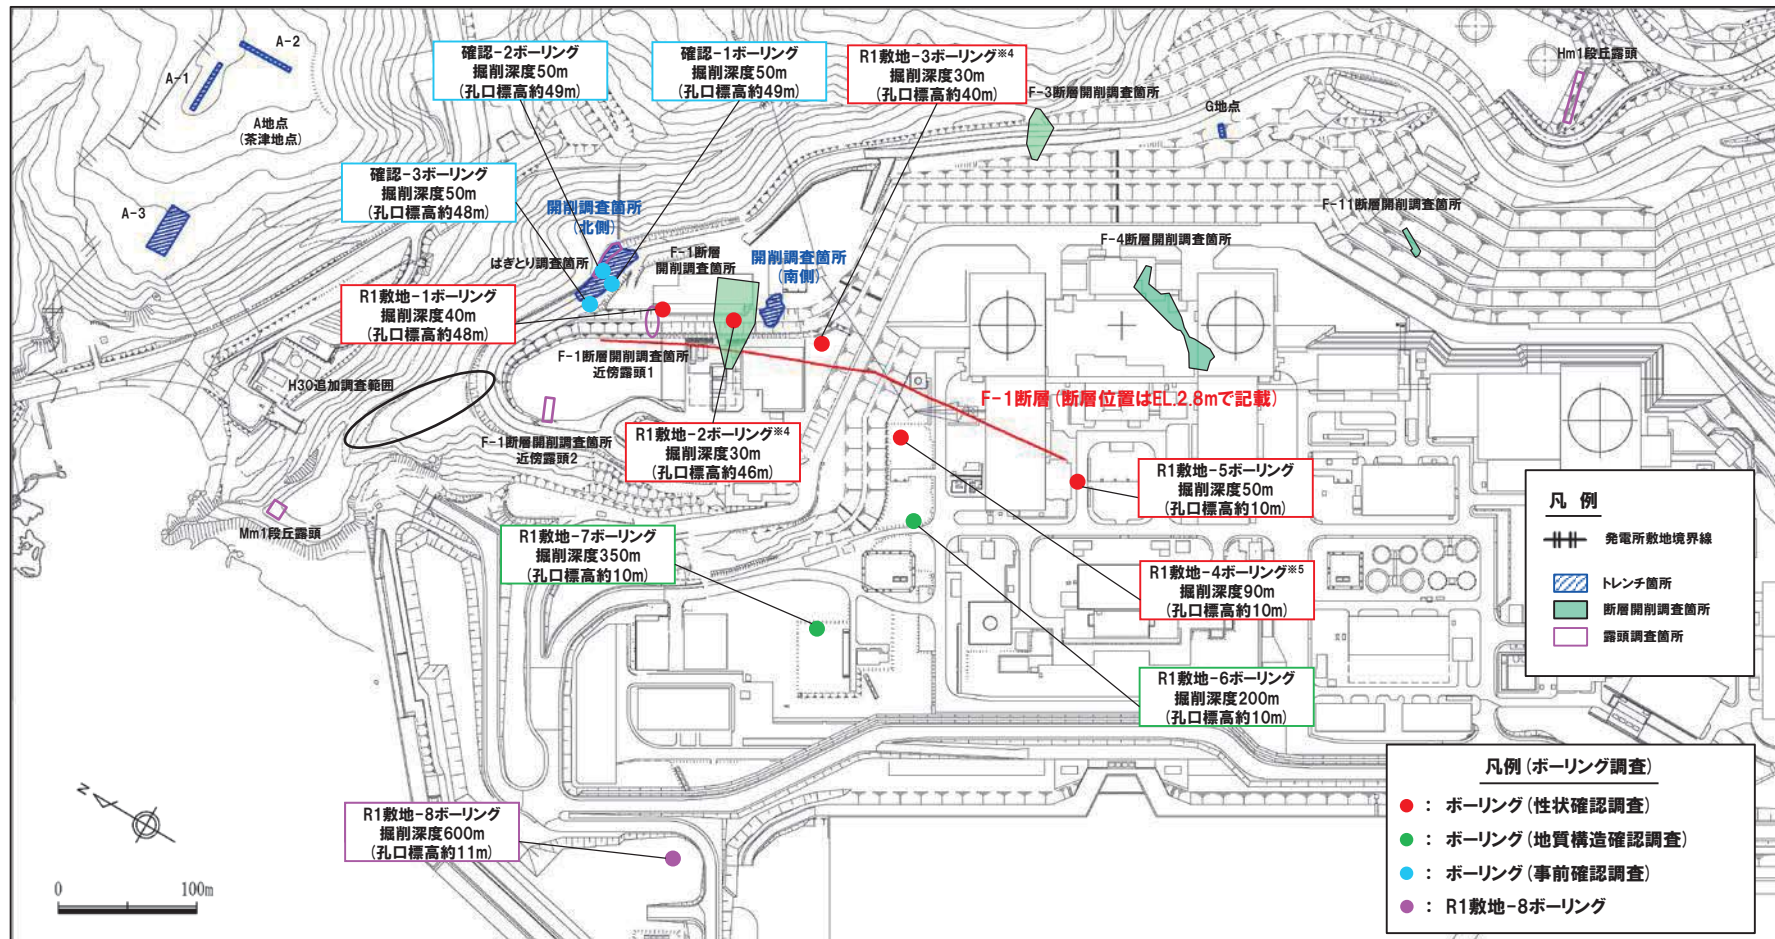 A-2
A-1
A地点
(茶津地点)
A-3
確認-2ボーリング
掘削深度50m
(孔口標高約49m)
確認-1ボーリング
掘削深度50m
(孔口標高約49m)
R1敷地-3ボーリング※4
掘削深度30m
(孔口標高約40m)
F-3断層開削調査箇所
G地点
Hm1段丘露頭
確認-3ボーリング
掘削深度50m
(孔口標高約48m)
開削調査箇所
(北側)
はぎとり調査箇所
F-1断層
開削調査箇所
開削調査箇所
(南側)
F-4断層開削調査箇所
F-11断層開削調査箇所
R1敷地-1ボーリング
掘削深度40m
(孔口標高約48m)
F-1断層開削調査箇所
近傍露頭1
H30追加調査範囲
F-1断層(断層位置はEL.2.8mで記載)
F-1断層開削調査箇所
近傍露頭2
R1敷地-2ボーリング※4
掘削深度30m
(孔口標高約46m)
R1敷地-5ボーリング
掘削深度50m
(孔口標高約10m)
Mm1段丘露頭
R1敷地-7ボーリング
掘削深度350m
(孔口標高約10m)
R1敷地-4ボーリング※5
掘削深度90m
(孔口標高約10m)
R1敷地-6ボーリング
掘削深度200m
(孔口標高約10m)
R1敷地-8ボーリング
掘削深度600m
(孔口標高約11m)
凡 例
発電所敷地境界線
トレンチ箇所
断層開削調査箇所
露頭調査箇所
凡例(ボーリング調査)
: ボーリング(性状確認調査)
: ボーリング(地質構造確認調査)
: ボーリング(事前確認調査)
: R1敷地-8ボーリング
N
0 100m